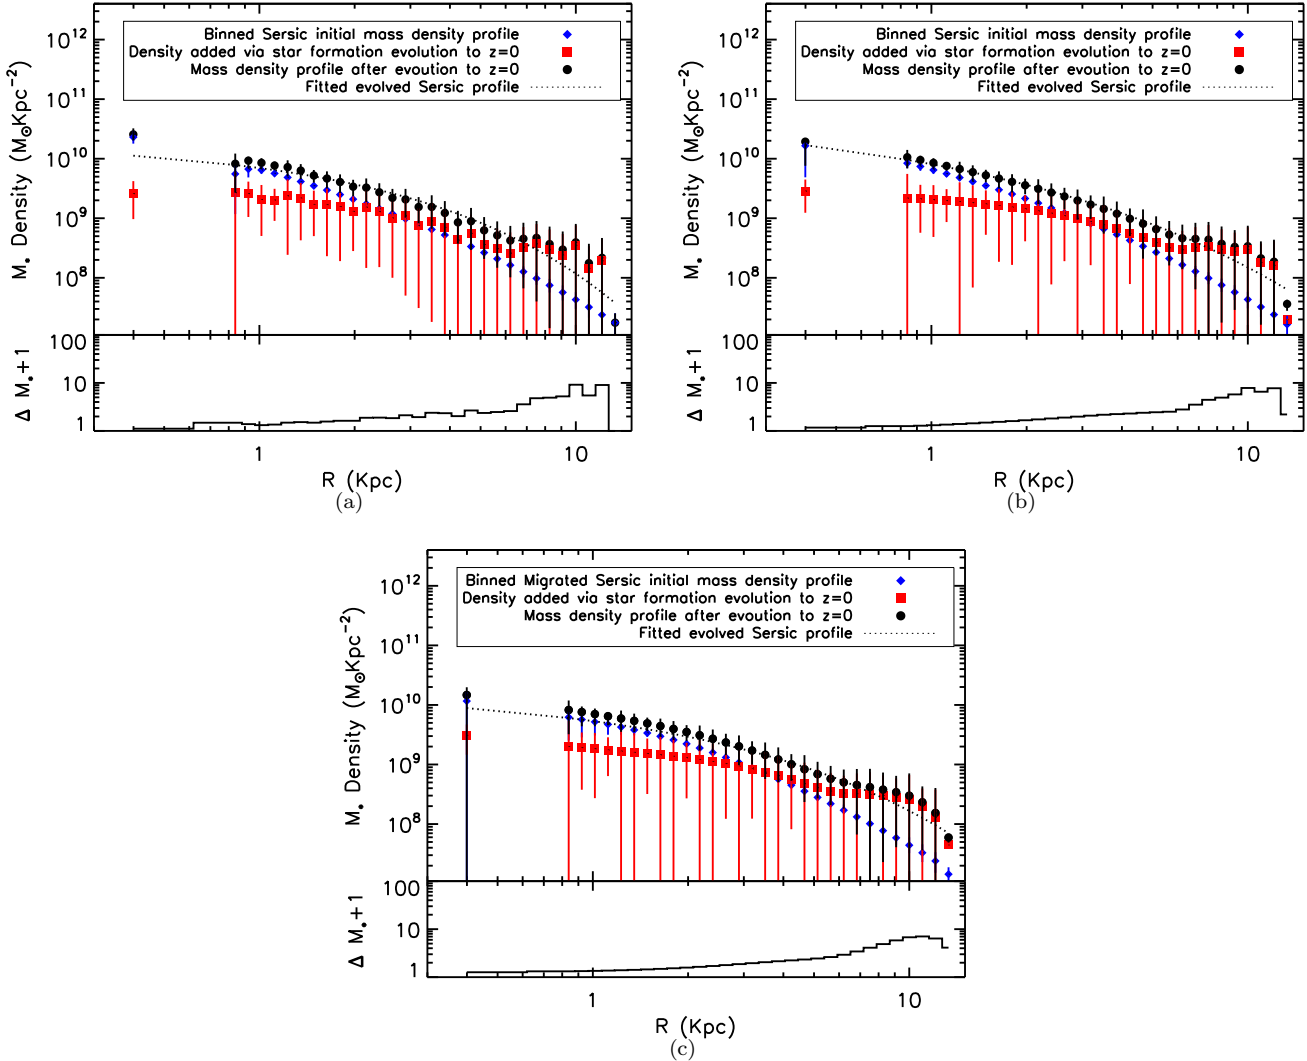 Binned Sersic initial mass density profile
Density added via star formation evolution to z=0
Mass density profile after evoution to z=0
Fitted evolved Sersic profile
10^12
10^11
10^10
10^9
10^8
M* Density (M⊙Kpc^−2)
100
10
1
Δ M*+1
1 10
R (Kpc)
(a)
Binned Sersic initial mass density profile
Density added via star formation evolution to z=0
Mass density profile after evoution to z=0
Fitted evolved Sersic profile
10^12
10^11
10^10
10^9
10^8
M* Density (M⊙Kpc^−2)
100
10
1
Δ M*+1
1 10
R (Kpc)
(b)
Binned Migrated Sersic initial mass density profile
Density added via star formation evolution to z=0
Mass density profile after evoution to z=0
Fitted evolved Sersic profile
10^12
10^11
10^10
10^9
10^8
M* Density (M⊙Kpc^−2)
100
10
1
Δ M*+1
1 10
R (Kpc)
(c)